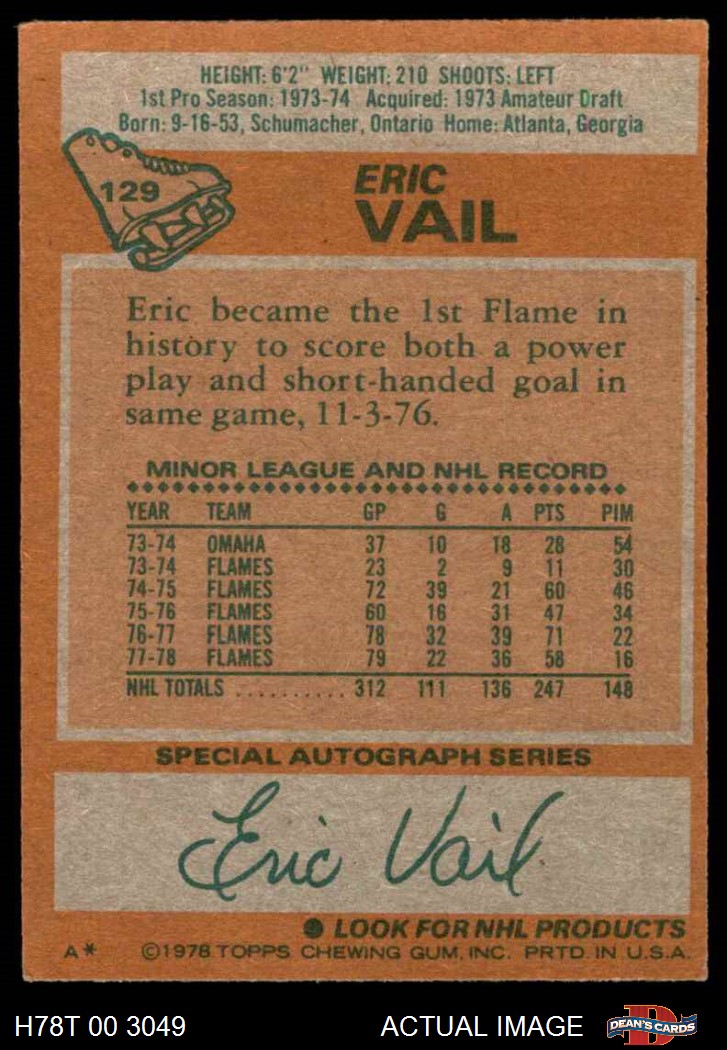 HEIGHT: 6'2" WEIGHT: 210 SHOOTS: LEFT
1st Pro Season: 1973-74 Acquired: 1973 Amateur Draft
Born: 9-16-53, Schumacher, Ontario Home: Atlanta, Georgia
129
ERIC
VAIL
Eric became the 1st Flame in
history to score both a power
play and short-handed goal in
same game, 11-3-76.
MINOR LEAGUE AND NHL RECORD
YEAR TEAM GP G A PTS PIM
73-74 OMAHA 37 10 18 28 54
73-74 FLAMES 23 2 9 11 30
74-75 FLAMES 72 39 21 60 46
75-76 FLAMES 60 16 31 47 34
76-77 FLAMES 78 32 39 71 22
77-78 FLAMES 79 22 36 58 16
NHL TOTALS .......... 312 111 136 247 148
SPECIAL AUTOGRAPH SERIES
Eric Vail
● LOOK FOR NHL PRODUCTS
A* ©1978 TOPPS CHEWING GUM, INC. PRTD. IN U.S.A.
H78T 00 3049 ACTUAL IMAGE D DEAN'S CARDS